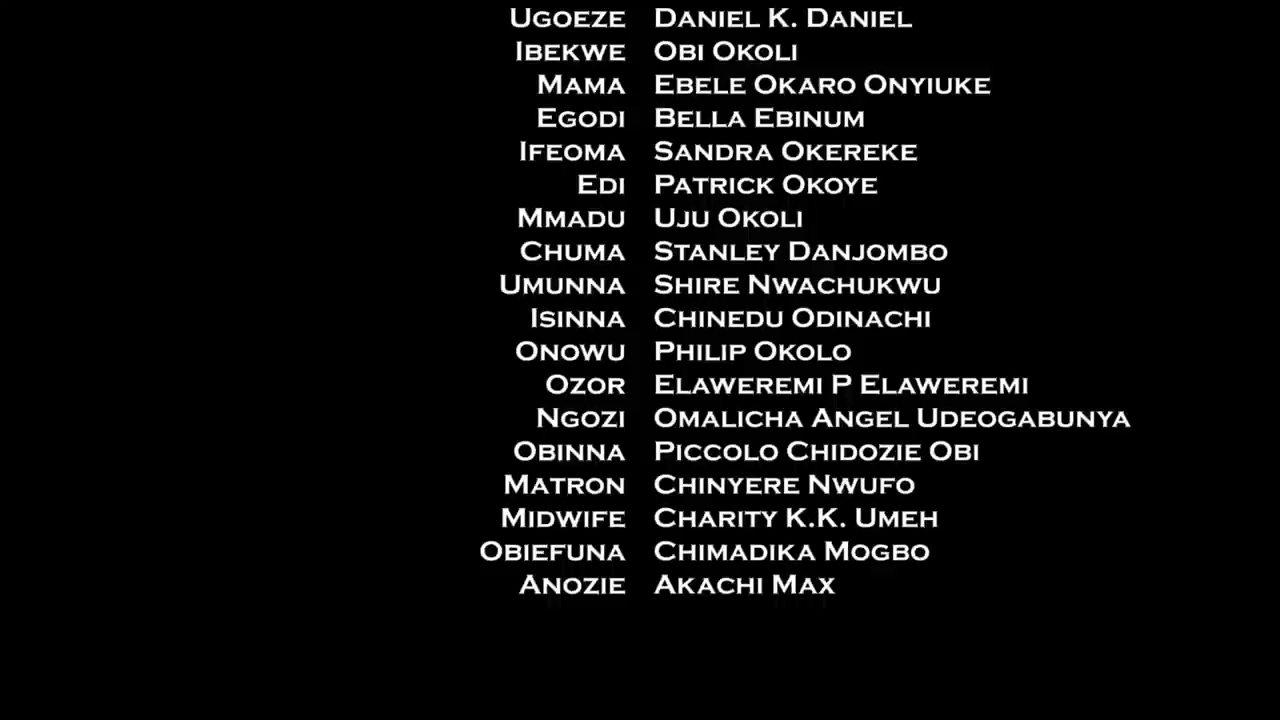 Ugoeze Daniel K. Daniel
Ibekwe Obi Okoli
Mama Ebele Okaro Onyiuke
Egodi Bella Ebinum
Ifeoma Sandra Okereke
Edi Patrick Okoye
Mmadu Uju Okoli
Chuma Stanley Danjombo
Umunna Shire Nwachukwu
Isinna Chinedu Odinachi
Onowu Philip Okolo
Ozor Elaweremi P Elaweremi
Ngozi Omalicha Angel Udeogabunya
Obinna Piccolo Chidozie Obi
Matron Chinyere Nwufo
Midwife Charity K.K. Umeh
Obiefuna Chimadika Mogbo
Anozie Akachi Max